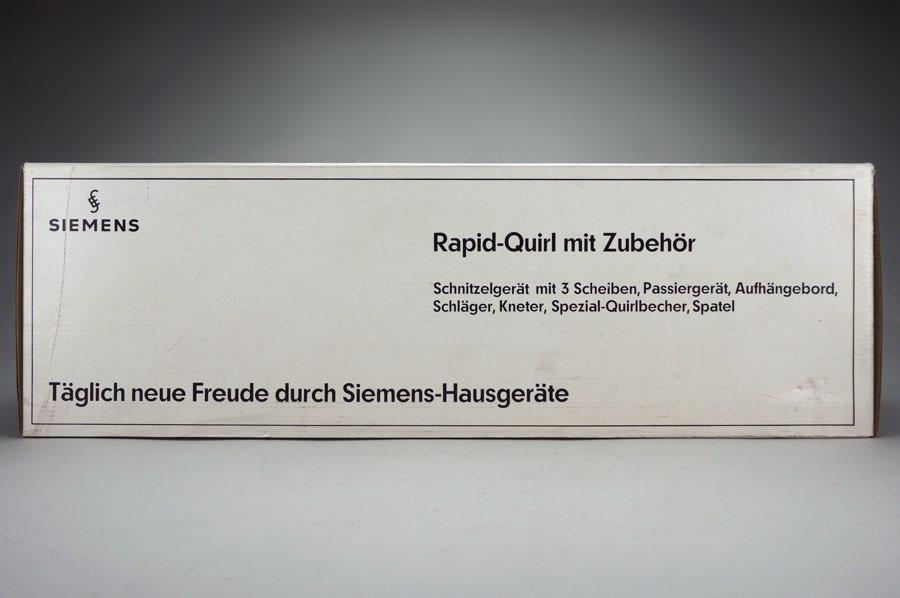 SIEMENS
Rapid-Quirl mit Zubehör
Schnitzelgerät mit 3 Scheiben, Passiergerät, Aufhängebord,
Schläger, Kneter, Spezial-Quirlbecher, Spatel
Täglich neue Freude durch Siemens-Hausgeräte